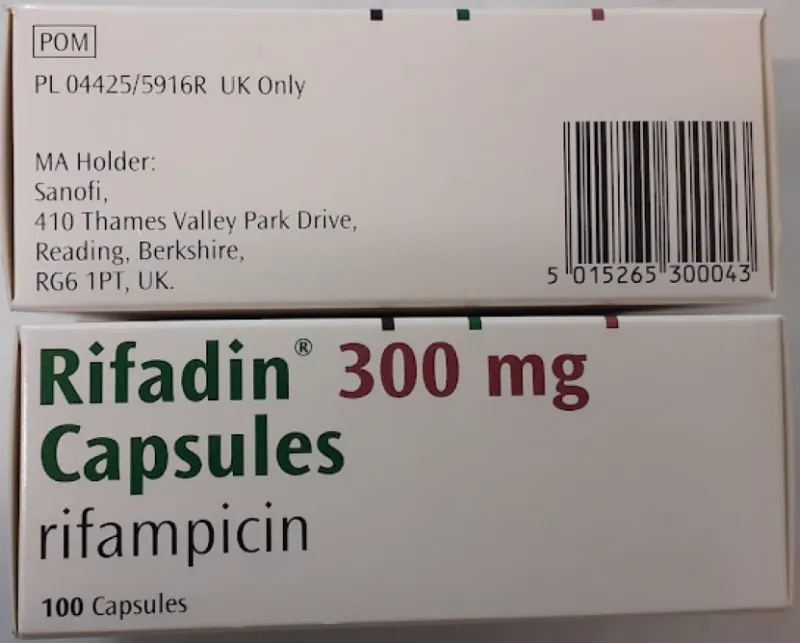 POM
PL 04425/5916R UK Only
MA Holder:
Sanofi,
410 Thames Valley Park Drive,
Reading, Berkshire,
RG6 1PT, UK.
5 015265 300043
Rifadin® 300 mg
Capsules
rifampicin
100 Capsules